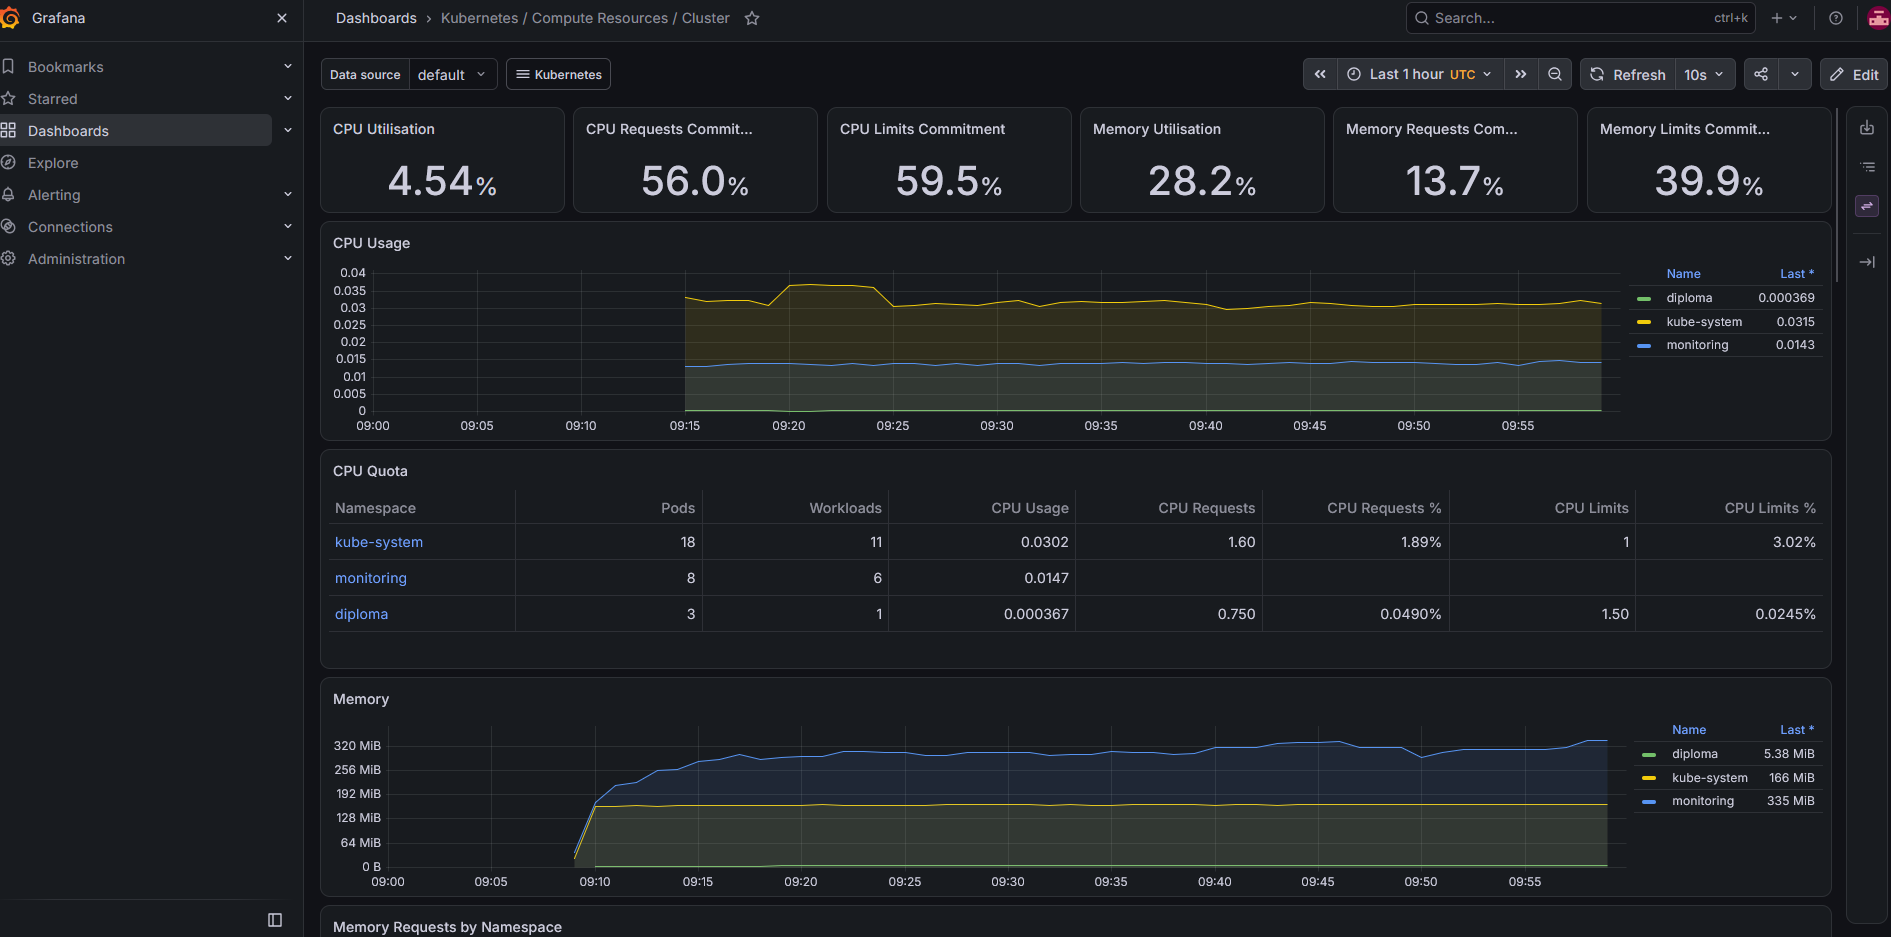 Grafana
Dashboards › Kubernetes / Compute Resources / Cluster
Search... ctrl+k
Bookmarks
Starred
Dashboards
Explore
Alerting
Connections
Administration
Data source default Kubernetes
Last 1 hour UTC Refresh 10s Edit
CPU Utilisation
4.54%
CPU Requests Commit...
56.0%
CPU Limits Commitment
59.5%
Memory Utilisation
28.2%
Memory Requests Com...
13.7%
Memory Limits Commit...
39.9%
CPU Usage
0.04
0.035
0.03
0.025
0.02
0.015
0.01
0.005
0
09:00 09:05 09:10 09:15 09:20 09:25 09:30 09:35 09:40 09:45 09:50 09:55
Name Last *
diploma 0.000369
kube-system 0.0315
monitoring 0.0143
CPU Quota
Namespace Pods Workloads CPU Usage CPU Requests CPU Requests % CPU Limits CPU Limits %
kube-system 18 11 0.0302 1.60 1.89% 1 3.02%
monitoring 8 6 0.0147
diploma 3 1 0.000367 0.750 0.0490% 1.50 0.0245%
Memory
320 MiB
256 MiB
192 MiB
128 MiB
64 MiB
0 B
09:00 09:05 09:10 09:15 09:20 09:25 09:30 09:35 09:40 09:45 09:50 09:55
Name Last *
diploma 5.38 MiB
kube-system 166 MiB
monitoring 335 MiB
Memory Requests by Namespace